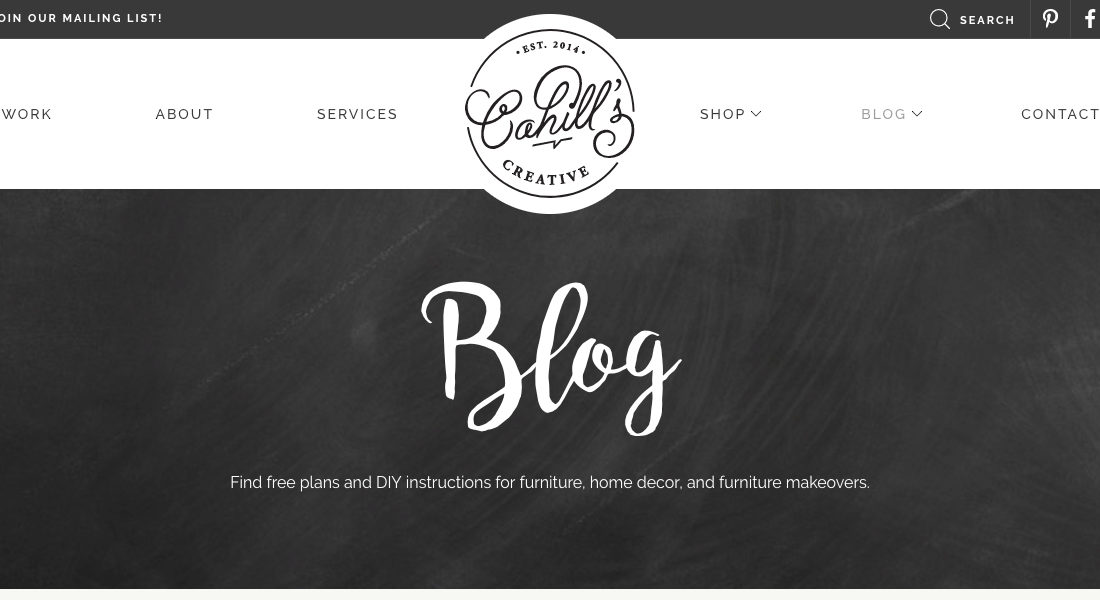 OIN OUR MAILING LIST!
SEARCH
WORK
ABOUT
SERVICES
• EST. 2014 •
Cahill's
CREATIVE
SHOP
BLOG
CONTACT
Blog
Find free plans and DIY instructions for furniture, home decor, and furniture makeovers.